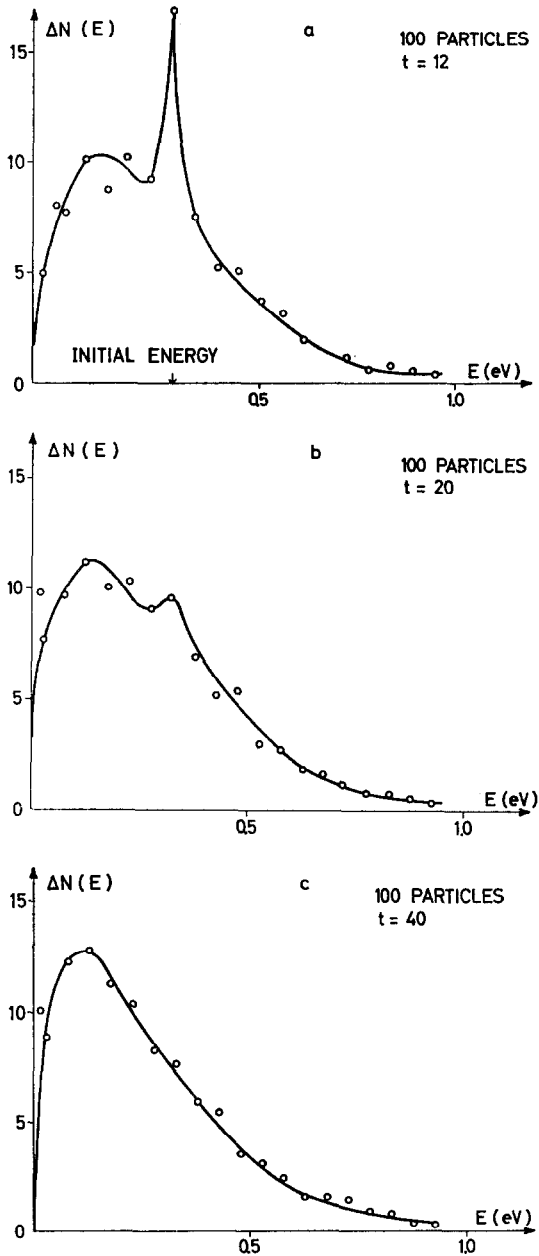 ΔN (E)
a
100 PARTICLES
t = 12
15
10
5
0
INITIAL ENERGY
0.5
1.0
E (eV)
ΔN (E)
b
100 PARTICLES
t = 20
15
10
5
0
0.5
1.0
E (eV)
ΔN (E)
c
100 PARTICLES
t = 40
15
10
5
0
0.5
1.0
E (eV)